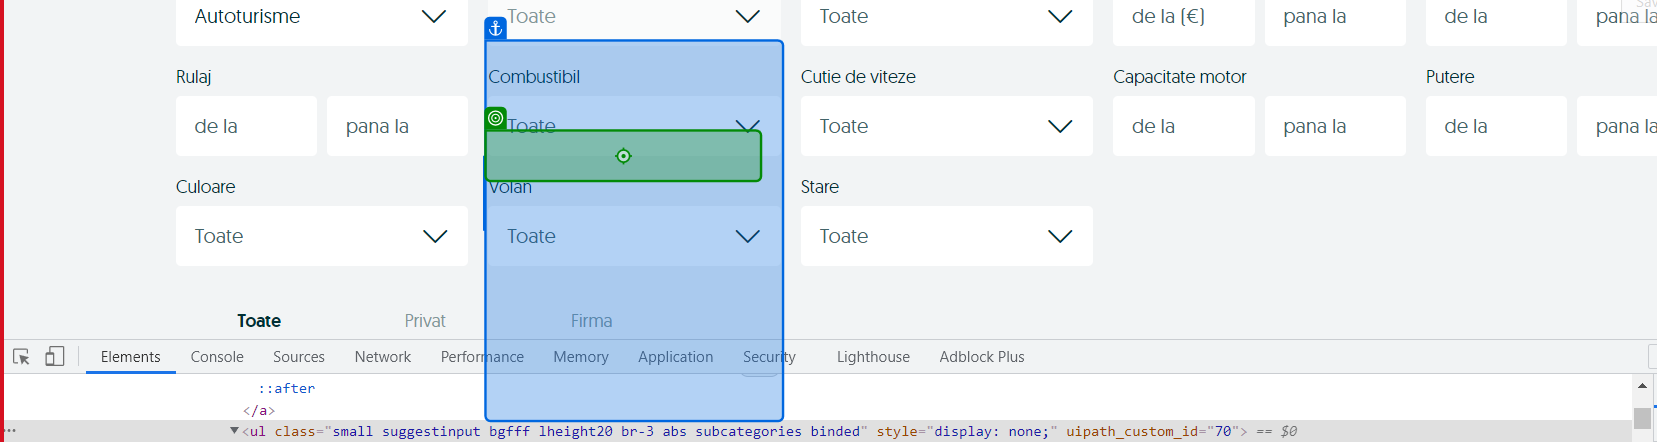 Autoturisme Toate Toate de la (€) pana la de la pana la
Rulaj Combustibil Cutie de viteze Capacitate motor Putere
de la pana la Toate Toate de la pana la de la pana la
Culoare Volan Stare
Toate Toate Toate
Toate Privat Firma
Elements Console Sources Network Performance Memory Application Security Lighthouse Adblock Plus
::after
</a>
<ul class="small suggestinput bgfff lheight20 br-3 abs subcategories binded" style="display: none;" uipath_custom_id="70"> == $0